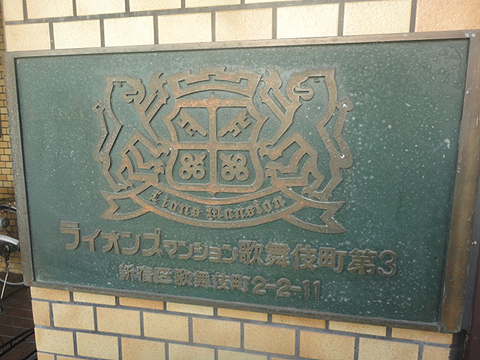 Lions Mansion
ライオンズマンション歌舞伎町第3
新宿区歌舞伎町2-2-11